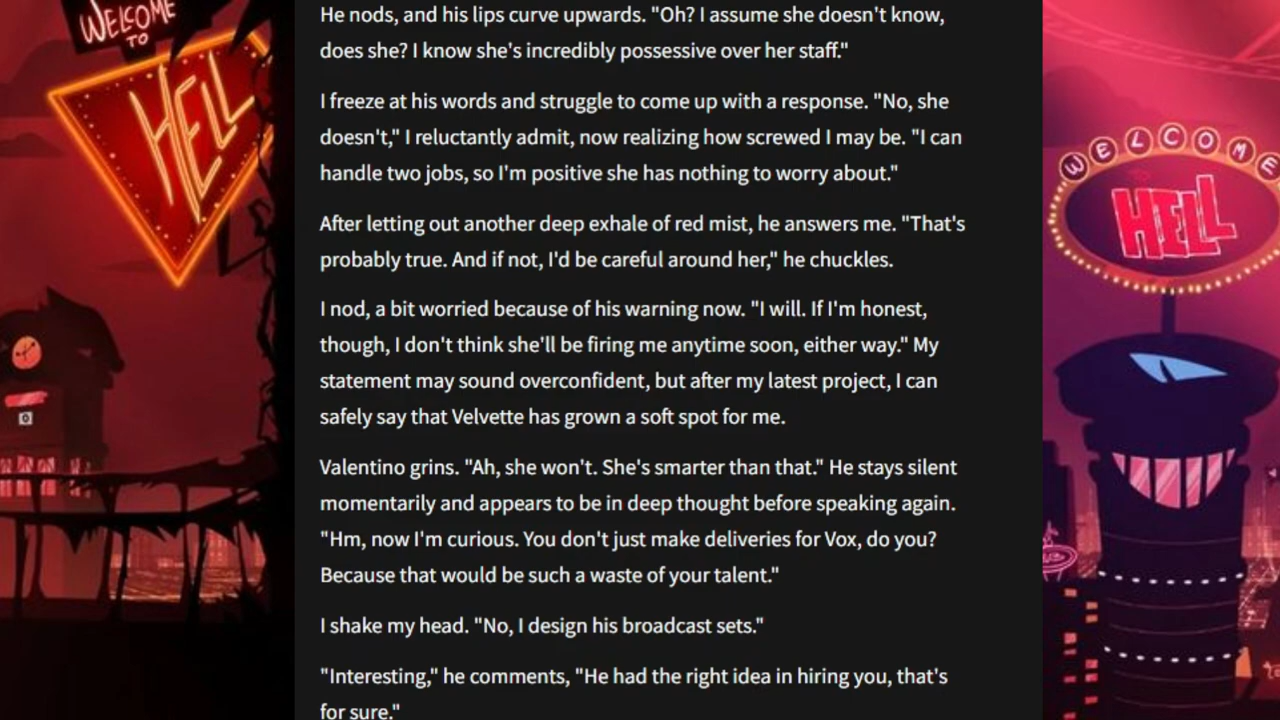 WELCOME
TO
HELL
He nods, and his lips curve upwards. "Oh? I assume she doesn't know,
does she? I know she's incredibly possessive over her staff."
I freeze at his words and struggle to come up with a response. "No, she
doesn't," I reluctantly admit, now realizing how screwed I may be. "I can
handle two jobs, so I'm positive she has nothing to worry about."
After letting out another deep exhale of red mist, he answers me. "That's
probably true. And if not, I'd be careful around her," he chuckles.
I nod, a bit worried because of his warning now. "I will. If I'm honest,
though, I don't think she'll be firing me anytime soon, either way." My
statement may sound overconfident, but after my latest project, I can
safely say that Velvette has grown a soft spot for me.
Valentino grins. "Ah, she won't. She's smarter than that." He stays silent
momentarily and appears to be in deep thought before speaking again.
"Hm, now I'm curious. You don't just make deliveries for Vox, do you?
Because that would be such a waste of your talent."
I shake my head. "No, I design his broadcast sets."
"Interesting," he comments, "He had the right idea in hiring you, that's
for sure."
WELCOME
HELL